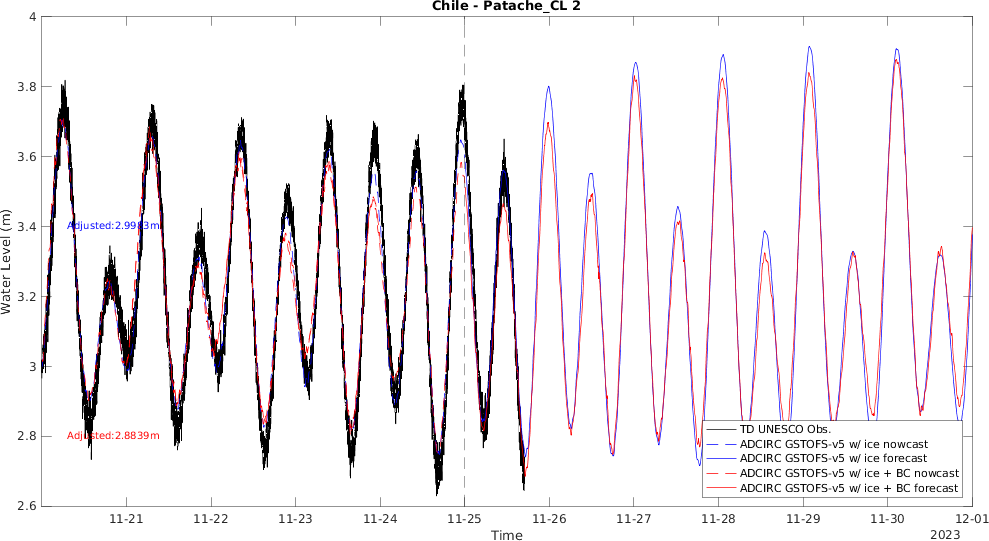 Chile - Patache_CL 2
4
3.8
3.6
3.4
3.2
3
2.8
2.6
Water Level (m)
Adjusted:2.9983m
Adjusted:2.8839m
TD UNESCO Obs.
ADCIRC GSTOFS-v5 w/ ice nowcast
ADCIRC GSTOFS-v5 w/ ice forecast
ADCIRC GSTOFS-v5 w/ ice + BC nowcast
ADCIRC GSTOFS-v5 w/ ice + BC forecast
11-21 11-22 11-23 11-24 11-25 11-26 11-27 11-28 11-29 11-30 12-01
Time
2023